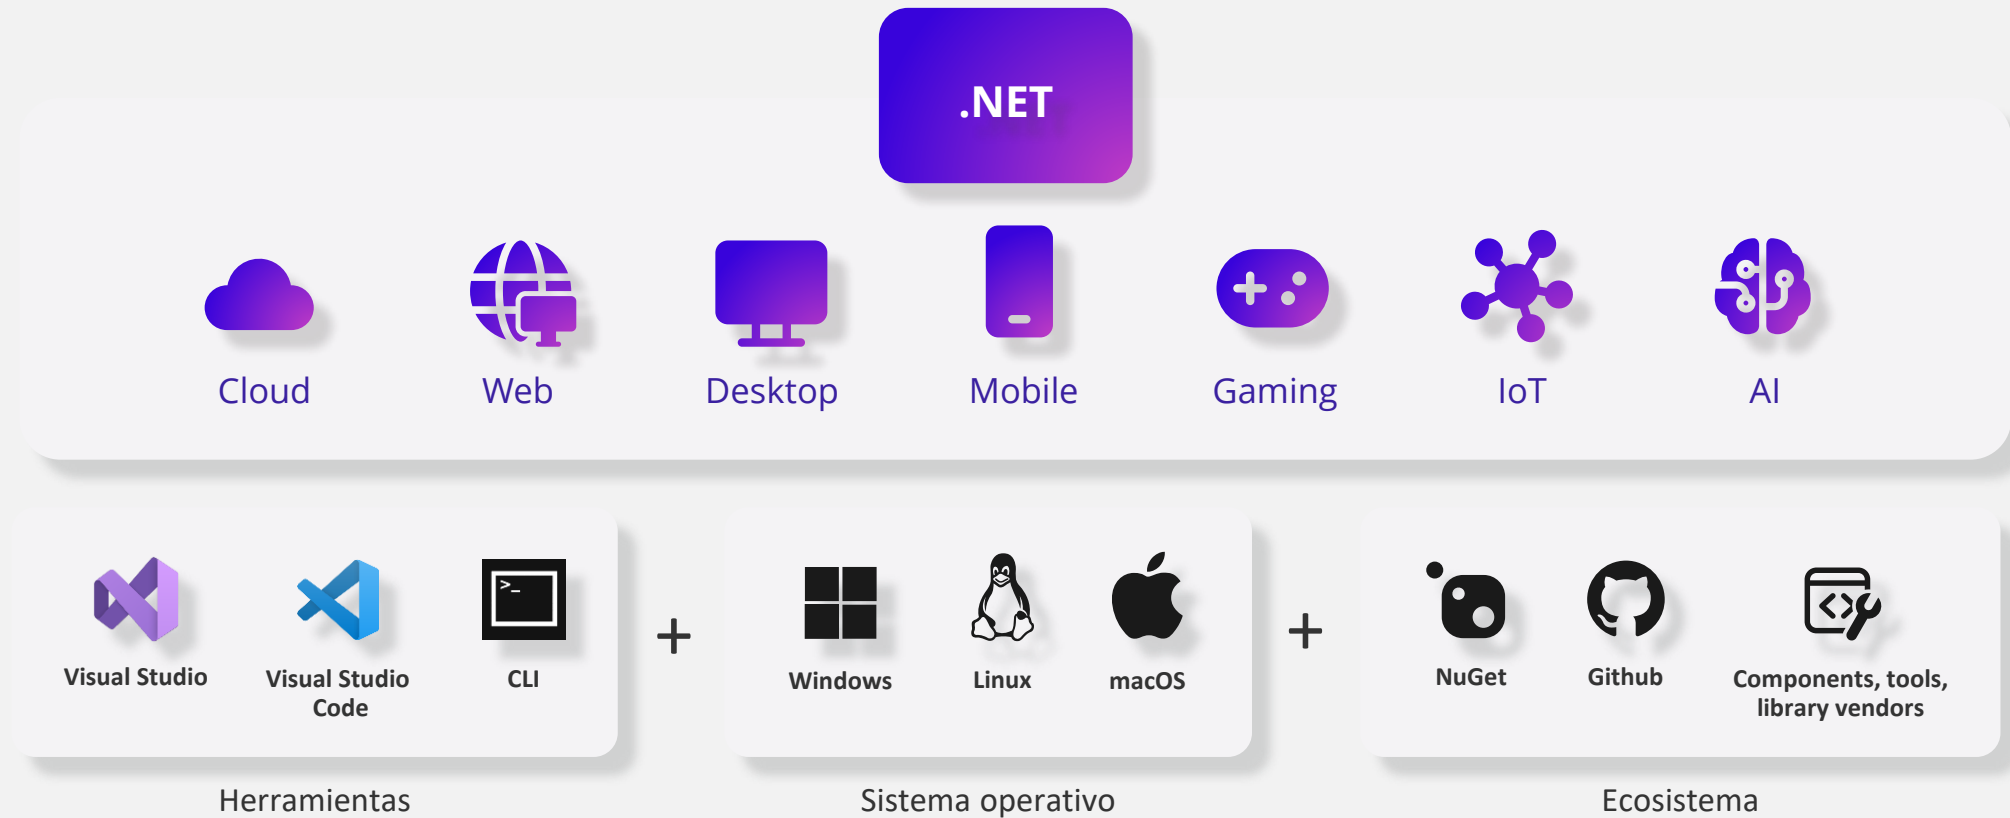 .NET
Cloud
Web
Desktop
Mobile
Gaming
IoT
AI
>_
Visual Studio
Visual Studio
Code
CLI
+
Windows
Linux
macOS
+
NuGet
Github
<>
Components, tools,
library vendors
Herramientas
Sistema operativo
Ecosistema